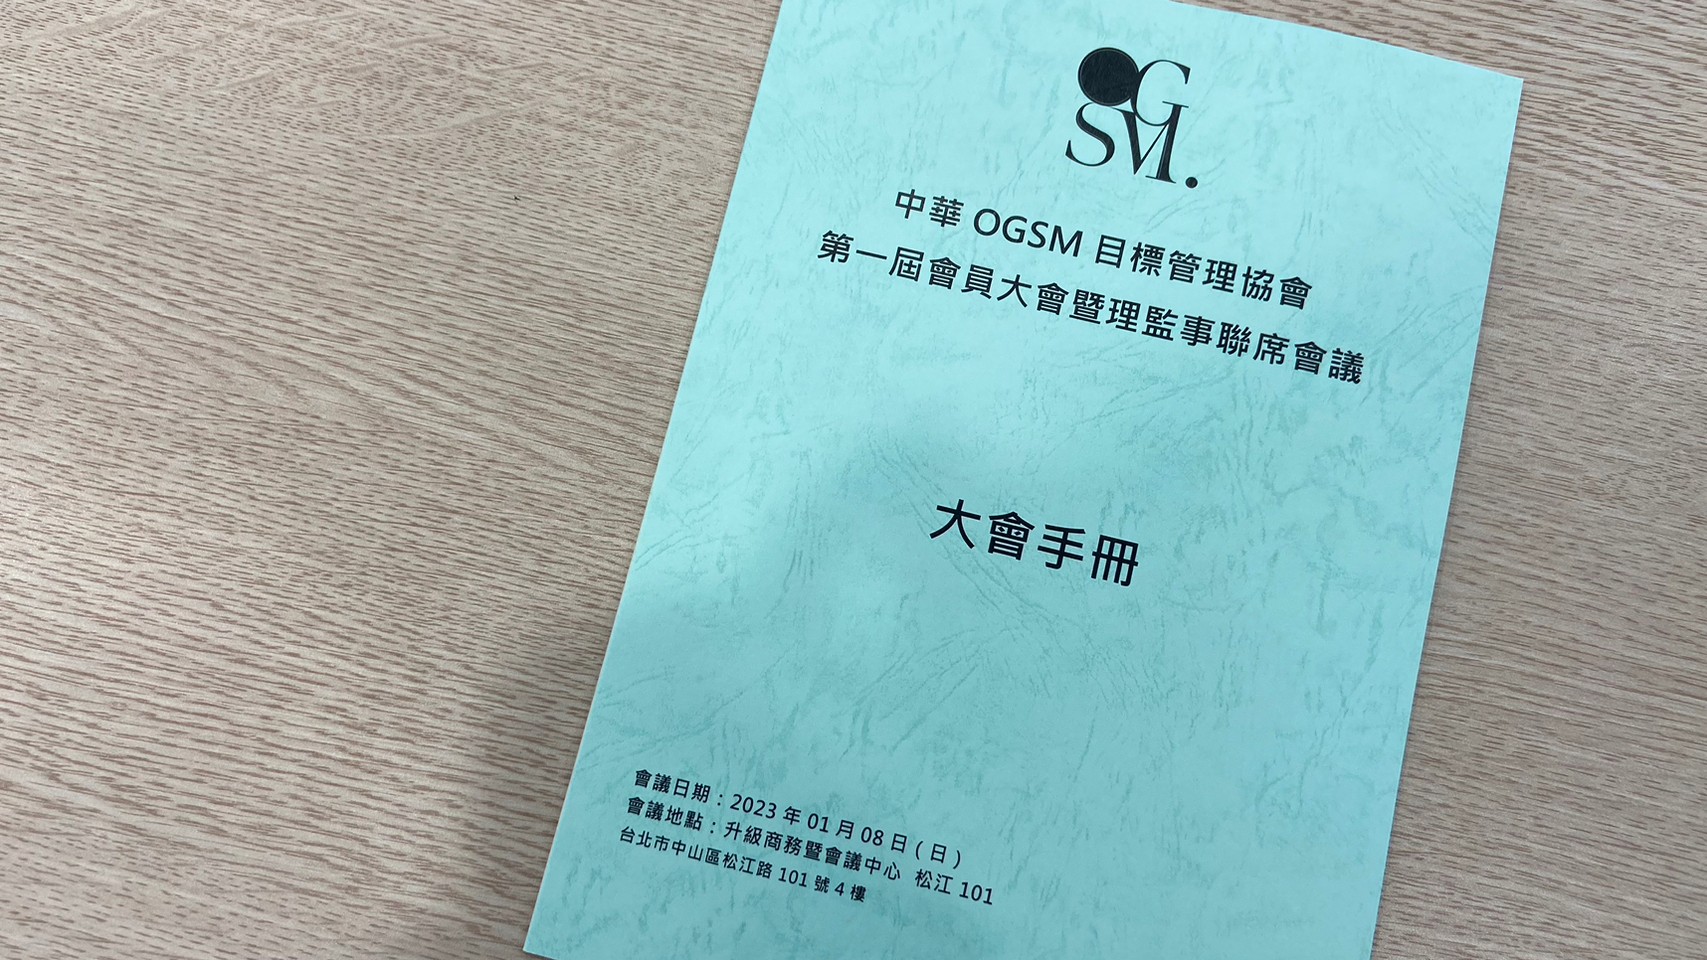 OG
SM.
中華 OGSM 目標管理協會
第一屆會員大會暨理監事聯席會議
大會手冊
會議日期：2023 年 01 月 08 日（日）
會議地點：升級商務暨會議中心 松江 101
台北市中山區松江路 101 號 4 樓